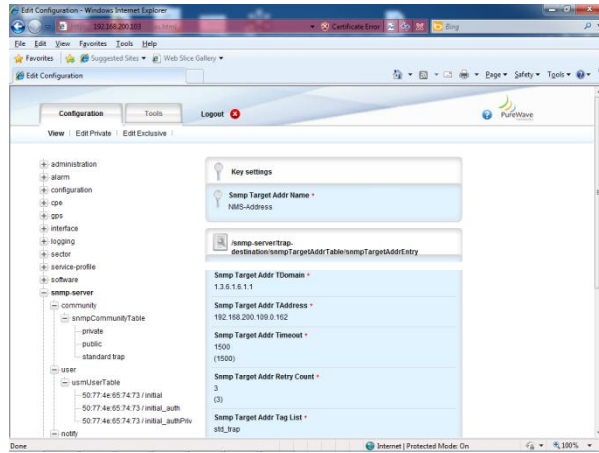 Edit Configuration - Windows Internet Explorer
192.168.200.103
Certificate Error
Bing
File Edit View Favorites Tools Help
Favorites Suggested Sites Web Slice Gallery
Edit Configuration
Page Safety Tools
Configuration Tools Logout PureWave
View Edit Private Edit Exclusive
administration
alarm
configuration
cpe
gps
interface
logging
sector
service-profile
software
snmp-server
community
snmpCommunityTable
private
public
standard trap
user
usmUserTable
50:77:4e:65:74:73 / initial
50:77:4e:65:74:73 / initial_auth
50:77:4e:65:74:73 / initial_authPriv
notify
Key settings
Snmp Target Addr Name *
NMS-Address
/snmp-server/trap-
destination/snmpTargetAddrTable/snmpTargetAddrEntry
Snmp Target Addr TDomain *
1.3.6.1.6.1.1
Snmp Target Addr TAddress *
192.168.200.109.0.162
Snmp Target Addr Timeout *
1500
(1500)
Snmp Target Addr Retry Count *
3
(3)
Snmp Target Addr Tag List *
std_trap
Done Internet | Protected Mode: On 100%